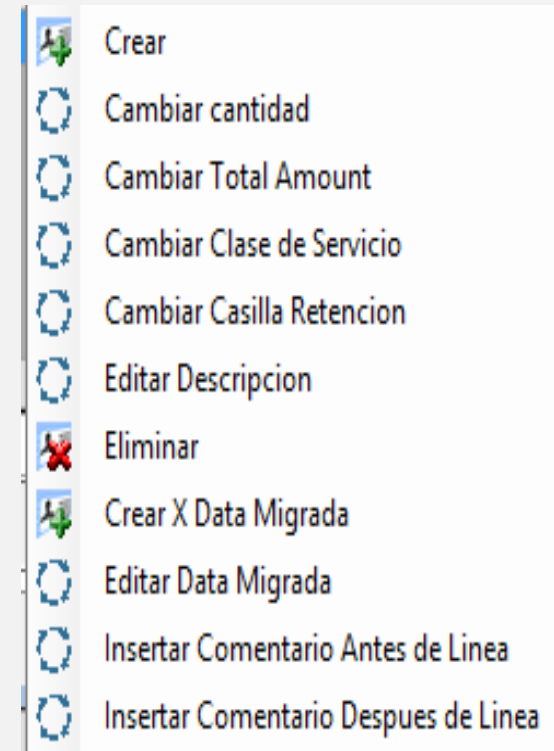 Crear
Cambiar cantidad
Cambiar Total Amount
Cambiar Clase de Servicio
Cambiar Casilla Retencion
Editar Descripcion
Eliminar
Crear X Data Migrada
Editar Data Migrada
Insertar Comentario Antes de Linea
Insertar Comentario Despues de Linea